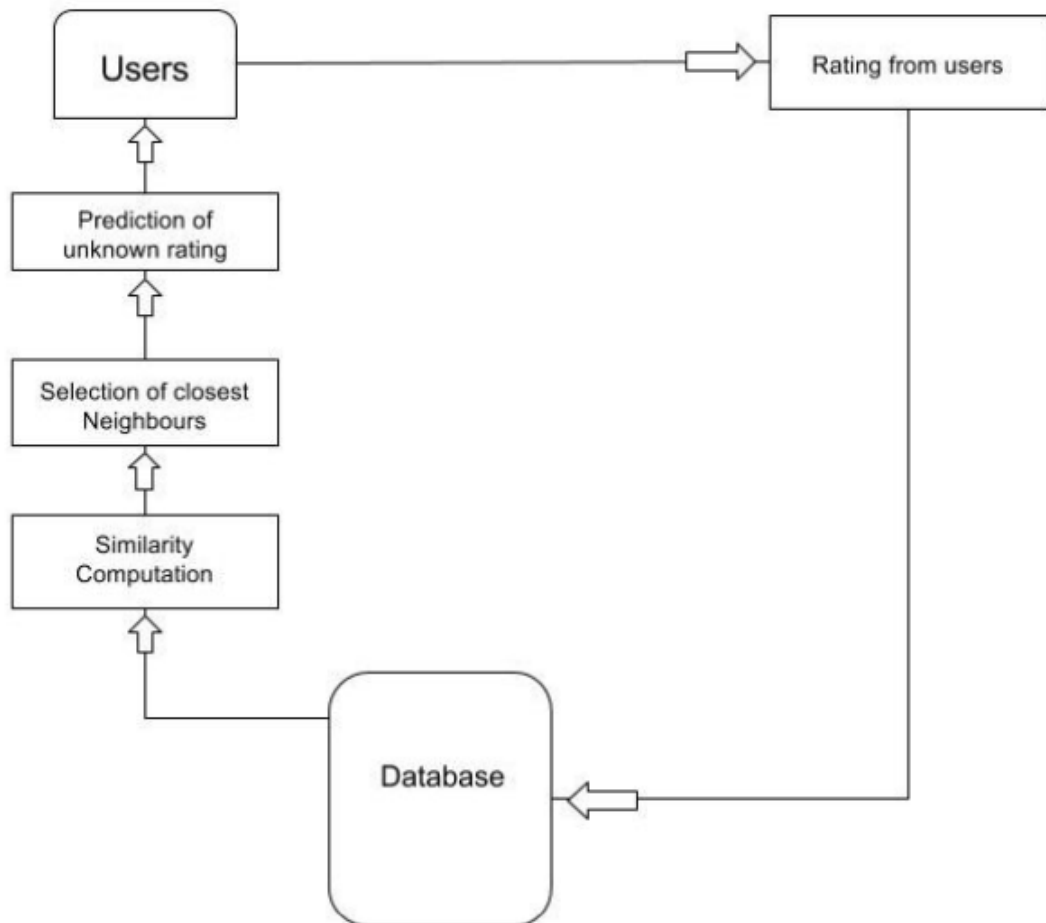 Users
Rating from users
Prediction of
unknown rating
Selection of closest
Neighbours
Similarity
Computation
Database